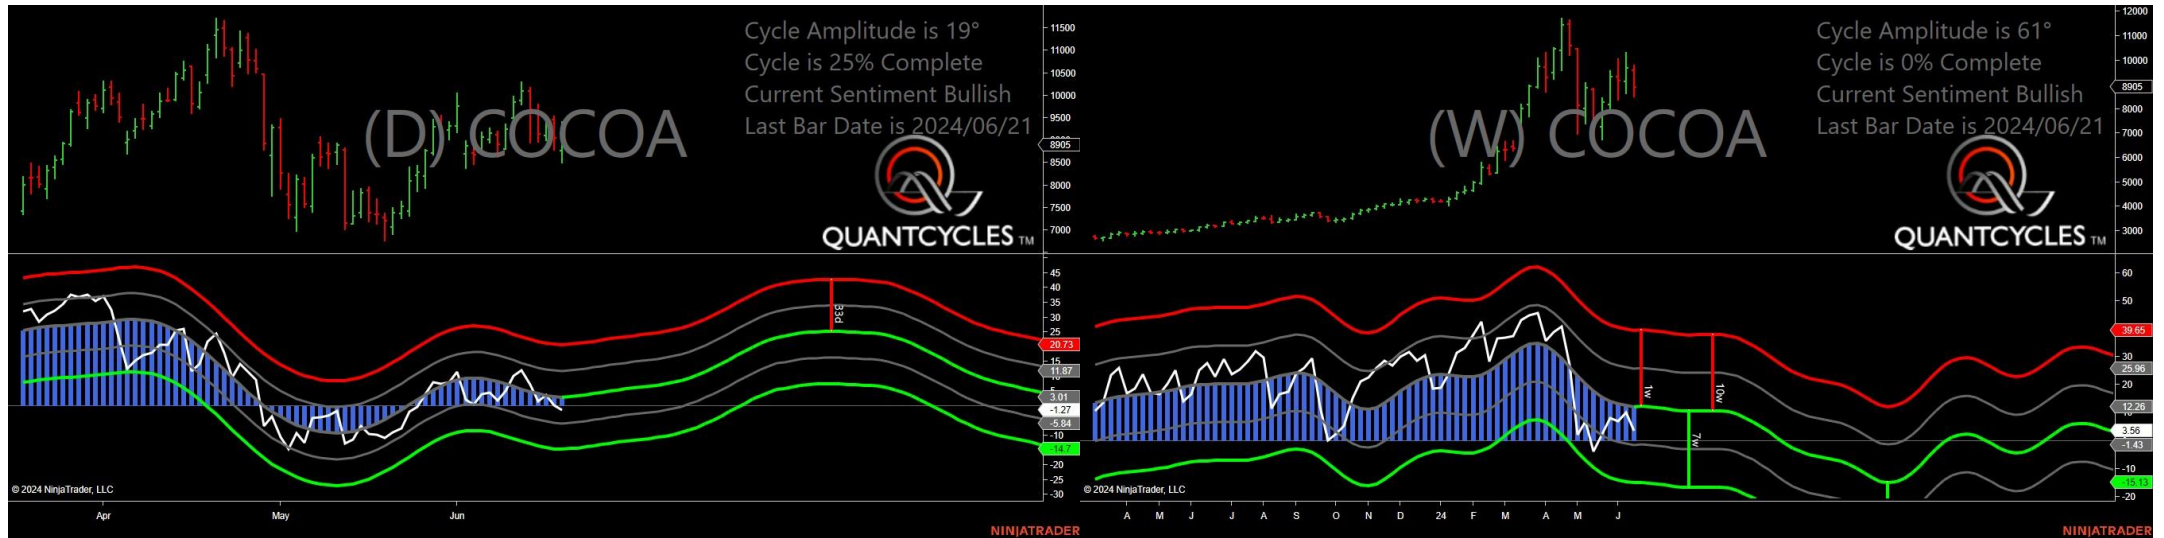 Cycle Amplitude is 19°
Cycle is 25% Complete
Current Sentiment Bullish
Last Bar Date is 2024/06/21
(D) COCOA
QUANTCYCLES TM
11500
11000
10500
10000
9500
8905
8500
8000
7500
7000
45
40
35
30
25
20.73
15
11.87
5
3.01
-1.27
-5.84
-10
-14.7
-20
-25
-30
33d
© 2024 NinjaTrader, LLC
Apr May Jun
NINJATRADER
Cycle Amplitude is 61°
Cycle is 0% Complete
Current Sentiment Bullish
Last Bar Date is 2024/06/21
(W) COCOA
QUANTCYCLES TM
12000
11000
10000
8905
8000
7000
6000
5000
4000
3000
60
50
39.65
30
25.96
20
12.26
3.56
-1.43
-10
-15.13
-20
1w
10w
7w
© 2024 NinjaTrader, LLC
A M J J A S O N D 24 F M A M J
NINJATRADER